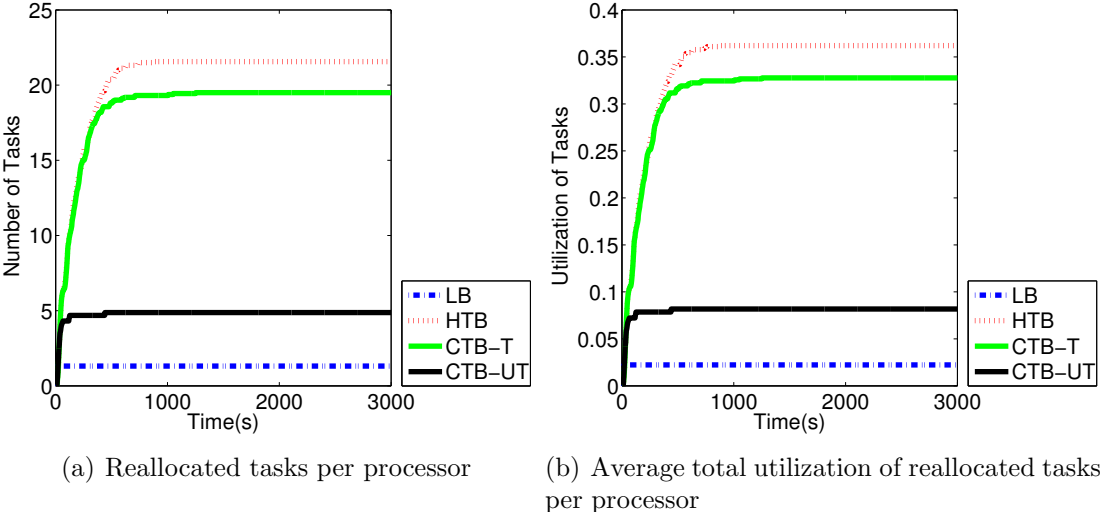 25
20
15
10
5
0
Number of Tasks
0 1000 2000 3000
Time(s)
LB
HTB
CTB-T
CTB-UT
(a) Reallocated tasks per processor
0.4
0.35
0.3
0.25
0.2
0.15
0.1
0.05
0
Utilization of Tasks
0 1000 2000 3000
Time(s)
LB
HTB
CTB-T
CTB-UT
(b) Average total utilization of reallocated tasks
per processor